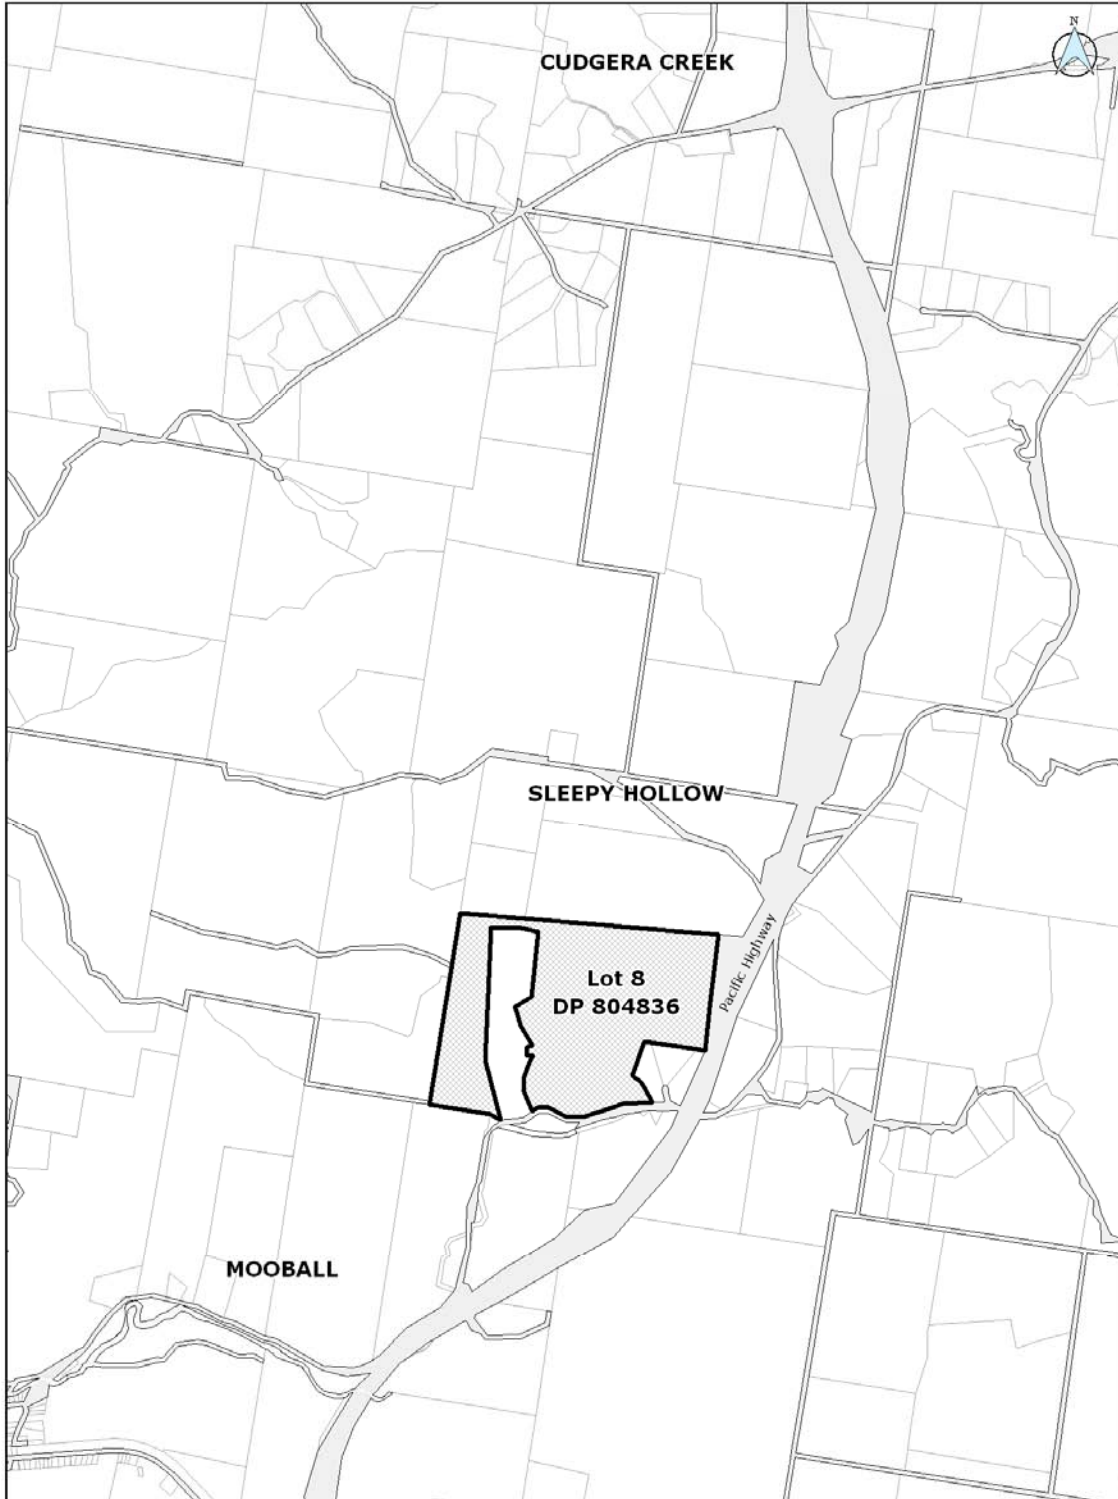 N
CUDGERA CREEK
SLEEPY HOLLOW
Lot 8
DP 804836
Pacific Highway
MOOBALL